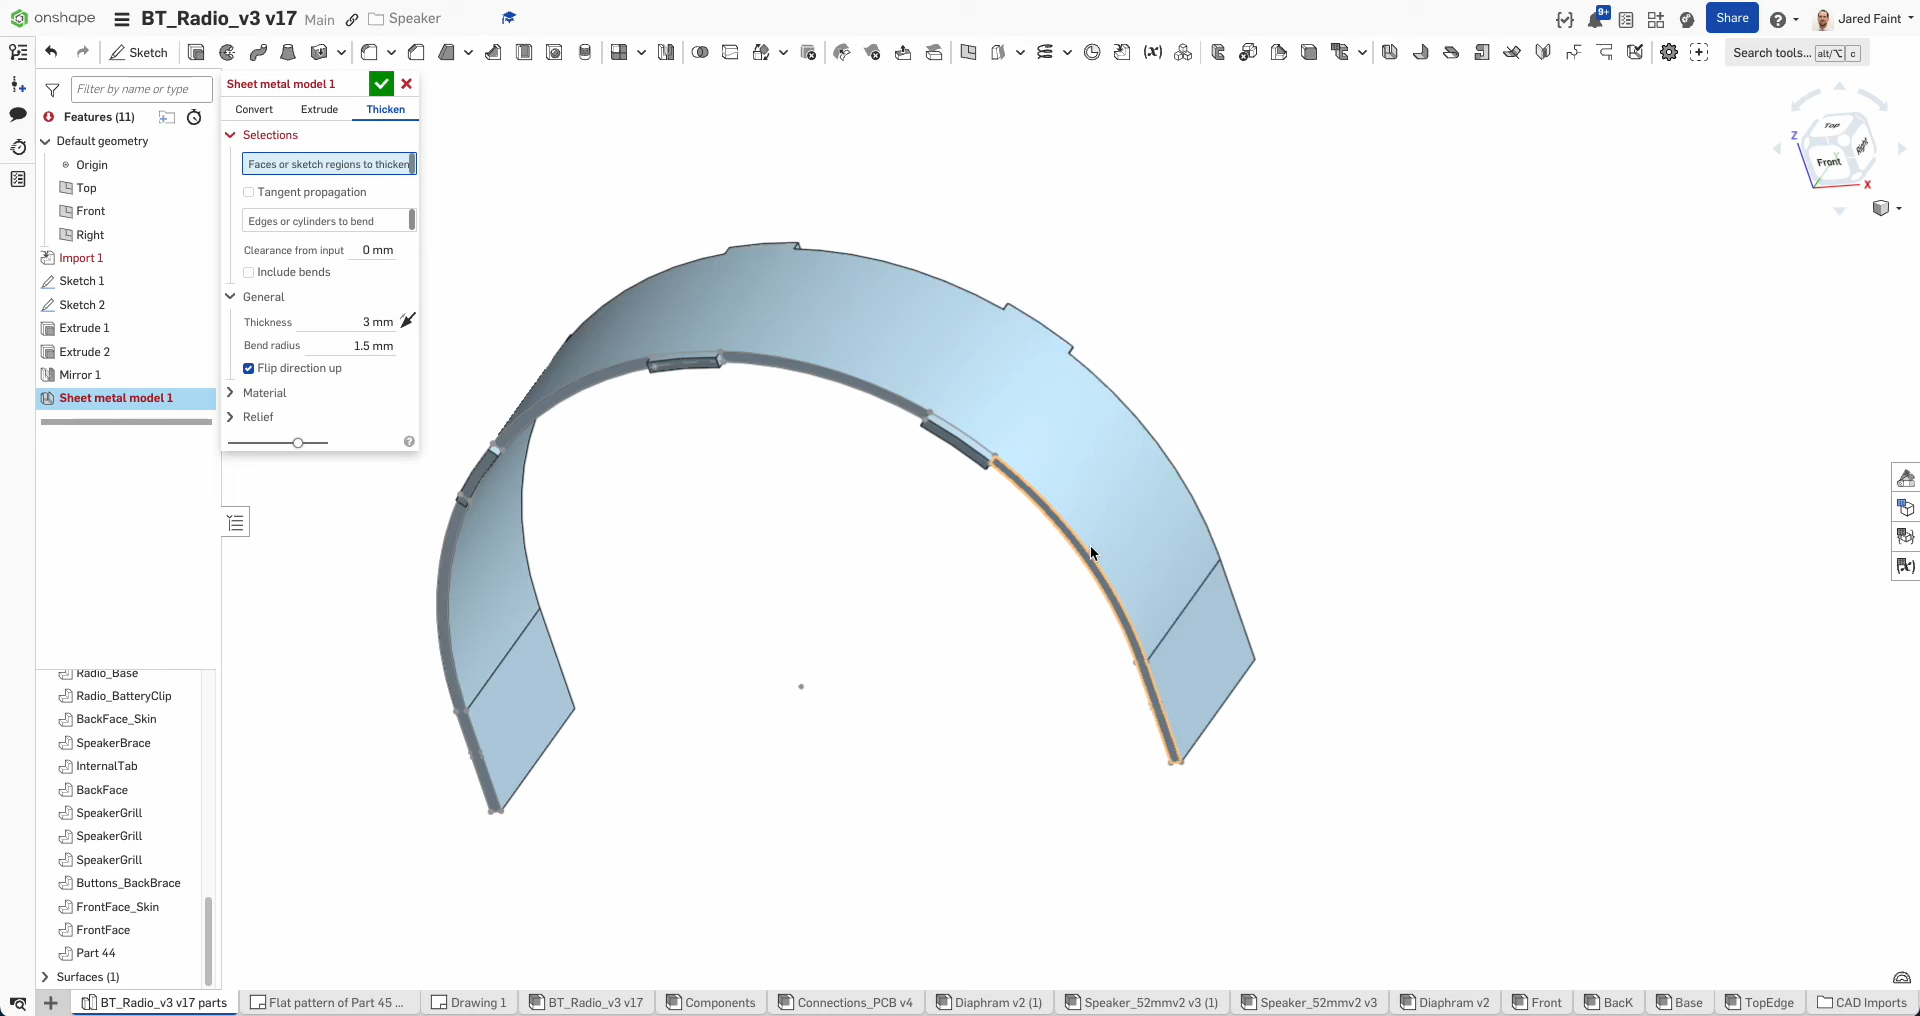 onshape
BT_Radio_v3 v17 Main
Speaker
9+
Share
Jared Faint
Sketch
Search tools... alt/⌥ c
Filter by name or type
Features (11)
Default geometry
Origin
Top
Front
Right
Import 1
Sketch 1
Sketch 2
Extrude 1
Extrude 2
Mirror 1
Sheet metal model 1
Sheet metal model 1
Convert Extrude Thicken
Selections
Faces or sketch regions to thicken
Tangent propagation
Edges or cylinders to bend
Clearance from input 0 mm
Include bends
General
Thickness 3 mm
Bend radius 1.5 mm
Flip direction up
Material
Relief
Top
Front
Right
Z
X
Radio_Base
Radio_BatteryClip
BackFace_Skin
SpeakerBrace
InternalTab
BackFace
SpeakerGrill
SpeakerGrill
SpeakerGrill
Buttons_BackBrace
FrontFace_Skin
FrontFace
Part 44
Surfaces (1)
BT_Radio_v3 v17 parts
Flat pattern of Part 45 ...
Drawing 1
BT_Radio_v3 v17
Components
Connections_PCB v4
Diaphram v2 (1)
Speaker_52mmv2 v3 (1)
Speaker_52mmv2 v3
Diaphram v2
Front
BacK
Base
TopEdge
CAD Imports